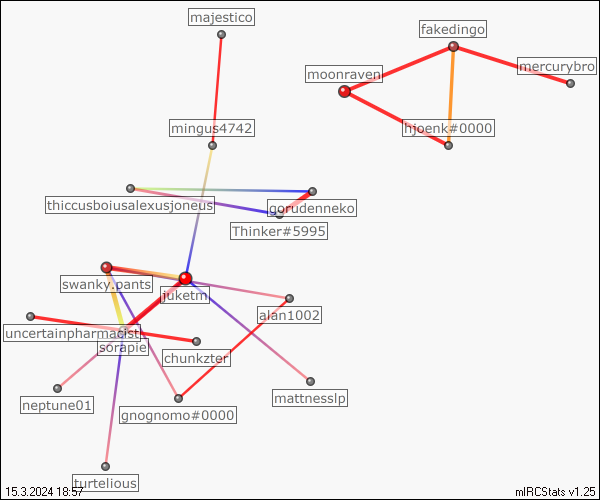 majestico
fakedingo
mercurybro
moonraven
mingus4742
hjoenk#0000
thiccusboiusalexusjoneus
gorudenneko
Thinker#5995
swanky.pants
juketm
alan1002
uncertainpharmacist
sorapie
chunkzter
mattnesslp
neptune01
gnognomo#0000
turtelious
15.3.2024 18:57
mIRCStats v1.25